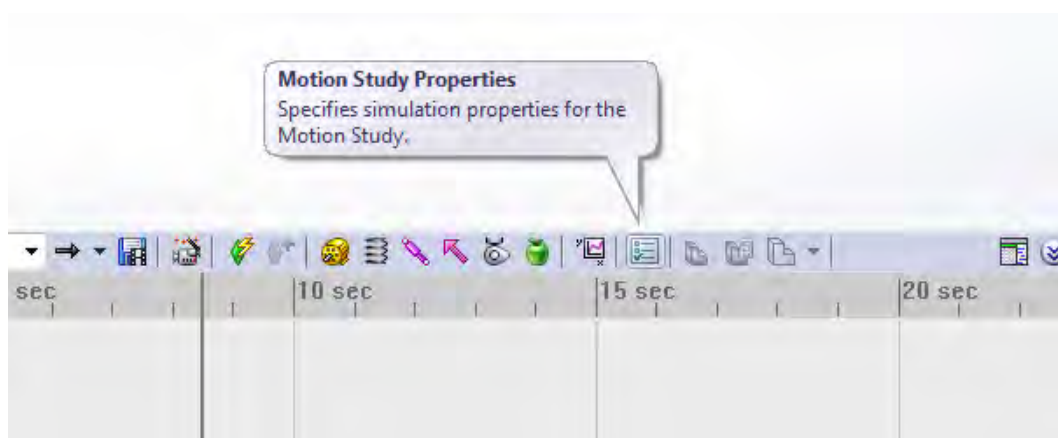 Motion Study Properties
Specifies simulation properties for the
Motion Study.
sec 10 sec 15 sec 20 sec